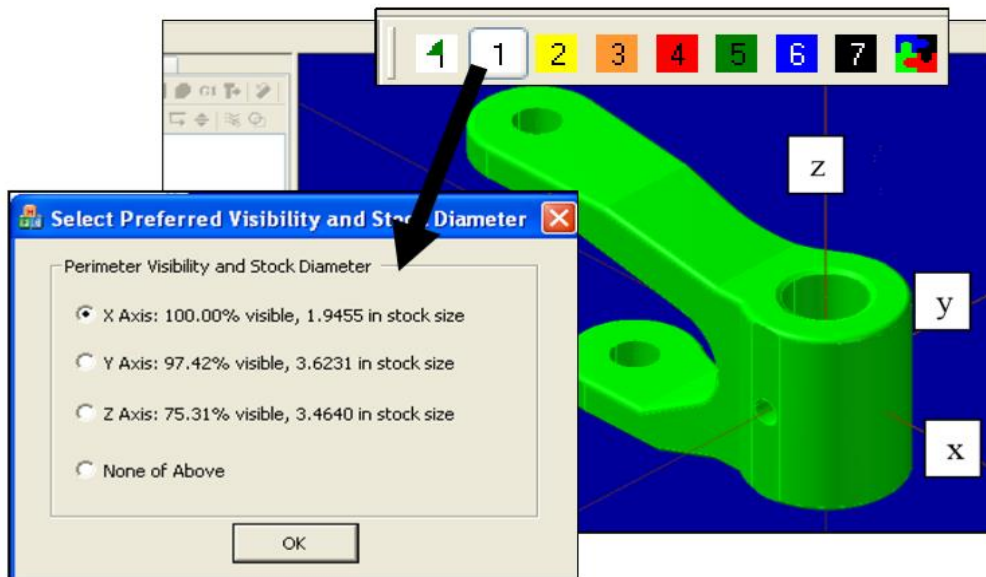 1 2 3 4 5 6 7
G1
z
Select Preferred Visibility and Stock Diameter
Perimeter Visibility and Stock Diameter
X Axis: 100.00% visible, 1.9455 in stock size
y
Y Axis: 97.42% visible, 3.6231 in stock size
Z Axis: 75.31% visible, 3.4640 in stock size
x
None of Above
OK